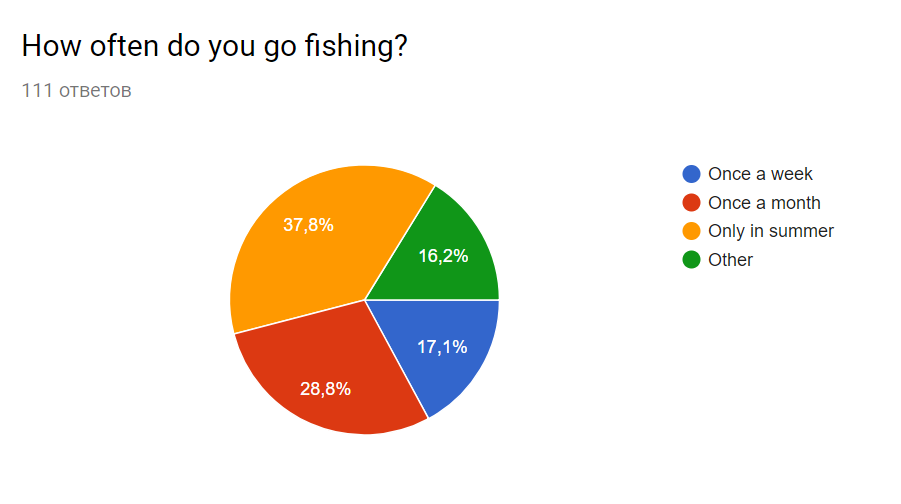 How often do you go fishing?
111 ответов
Once a week
Once a month
Only in summer
Other
37,8%
16,2%
17,1%
28,8%